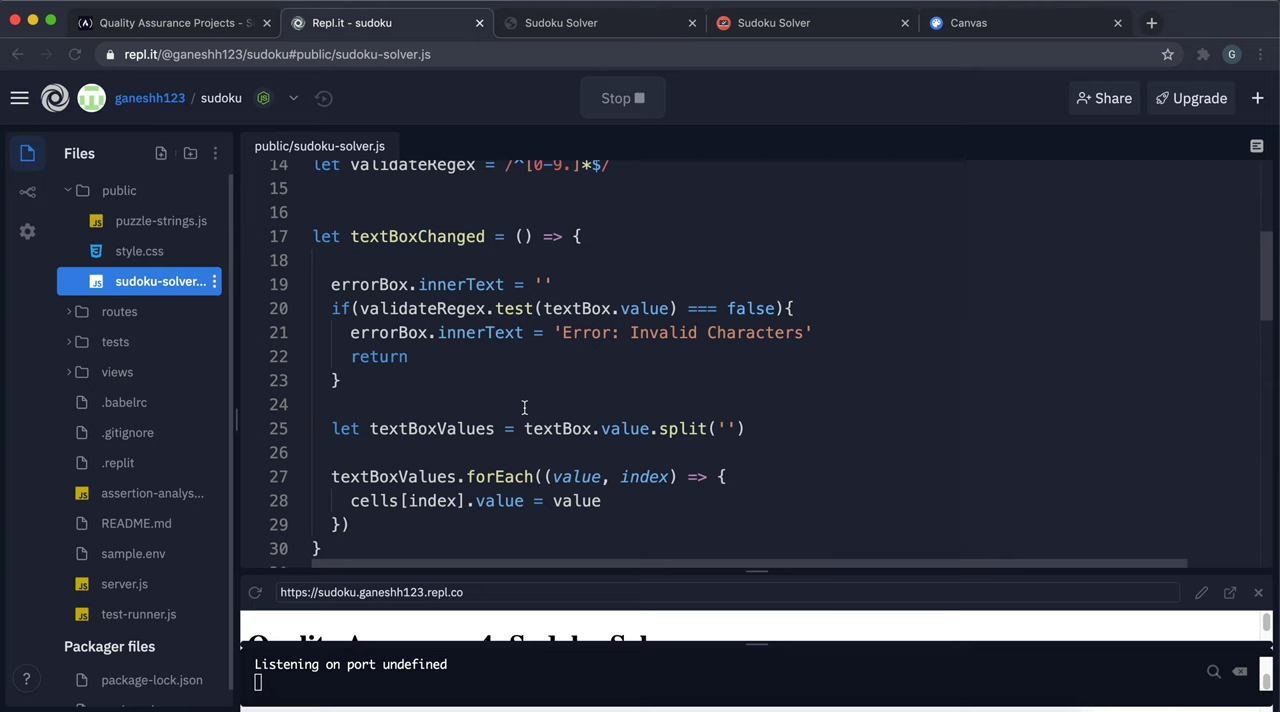 Quality Assurance Projects - S
Repl.it - sudoku
Sudoku Solver
Sudoku Solver
Canvas
repl.it/@ganeshh123/sudoku#public/sudoku-solver.js
G
ganeshh123 / sudoku
Stop
Share
Upgrade
Files
public
puzzle-strings.js
style.css
sudoku-solver...
routes
tests
views
.babelrc
.gitignore
.replit
assertion-analys...
README.md
sample.env
server.js
test-runner.js
Packager files
package-lock.json
public/sudoku-solver.js
14 let validateRegex = /^[0-9.]*$/
15
16
17 let textBoxChanged = () => {
18
19 errorBox.innerText = ''
20 if(validateRegex.test(textBox.value) === false){
21 errorBox.innerText = 'Error: Invalid Characters'
22 return
23 }
24
25 let textBoxValues = textBox.value.split('')
26
27 textBoxValues.forEach((value, index) => {
28 cells[index].value = value
29 })
30 }
https://sudoku.ganeshh123.repl.co
Listening on port undefined